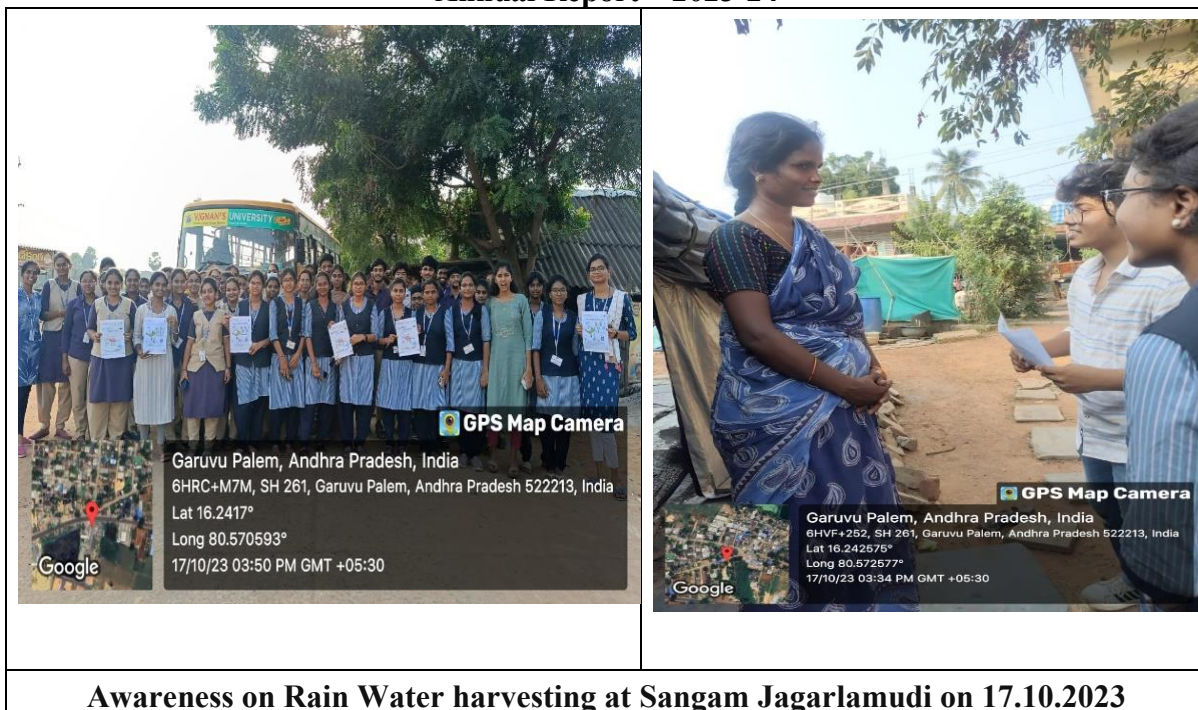 Annual Report – 2023-24
VIGNAN'S UNIVERSITY
GPS Map Camera
Garuvu Palem, Andhra Pradesh, India
6HRC+M7M, SH 261, Garuvu Palem, Andhra Pradesh 522213, India
Lat 16.2417°
Long 80.570593°
17/10/23 03:50 PM GMT +05:30
Google
GPS Map Camera
Garuvu Palem, Andhra Pradesh, India
6HVF+252, SH 261, Garuvu Palem, Andhra Pradesh 522213, India
Lat 16.242575°
Long 80.572577°
17/10/23 03:34 PM GMT +05:30
Google
Awareness on Rain Water harvesting at Sangam Jagarlamudi on 17.10.2023